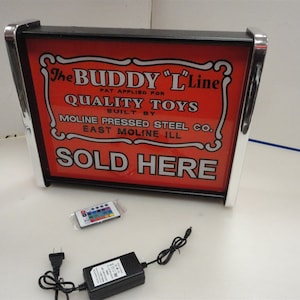 The BUDDY "L" Line
PAT APPLIED FOR
QUALITY TOYS
BUILT BY
MOLINE PRESSED STEEL CO.
EAST MOLINE ILL
SOLD HERE